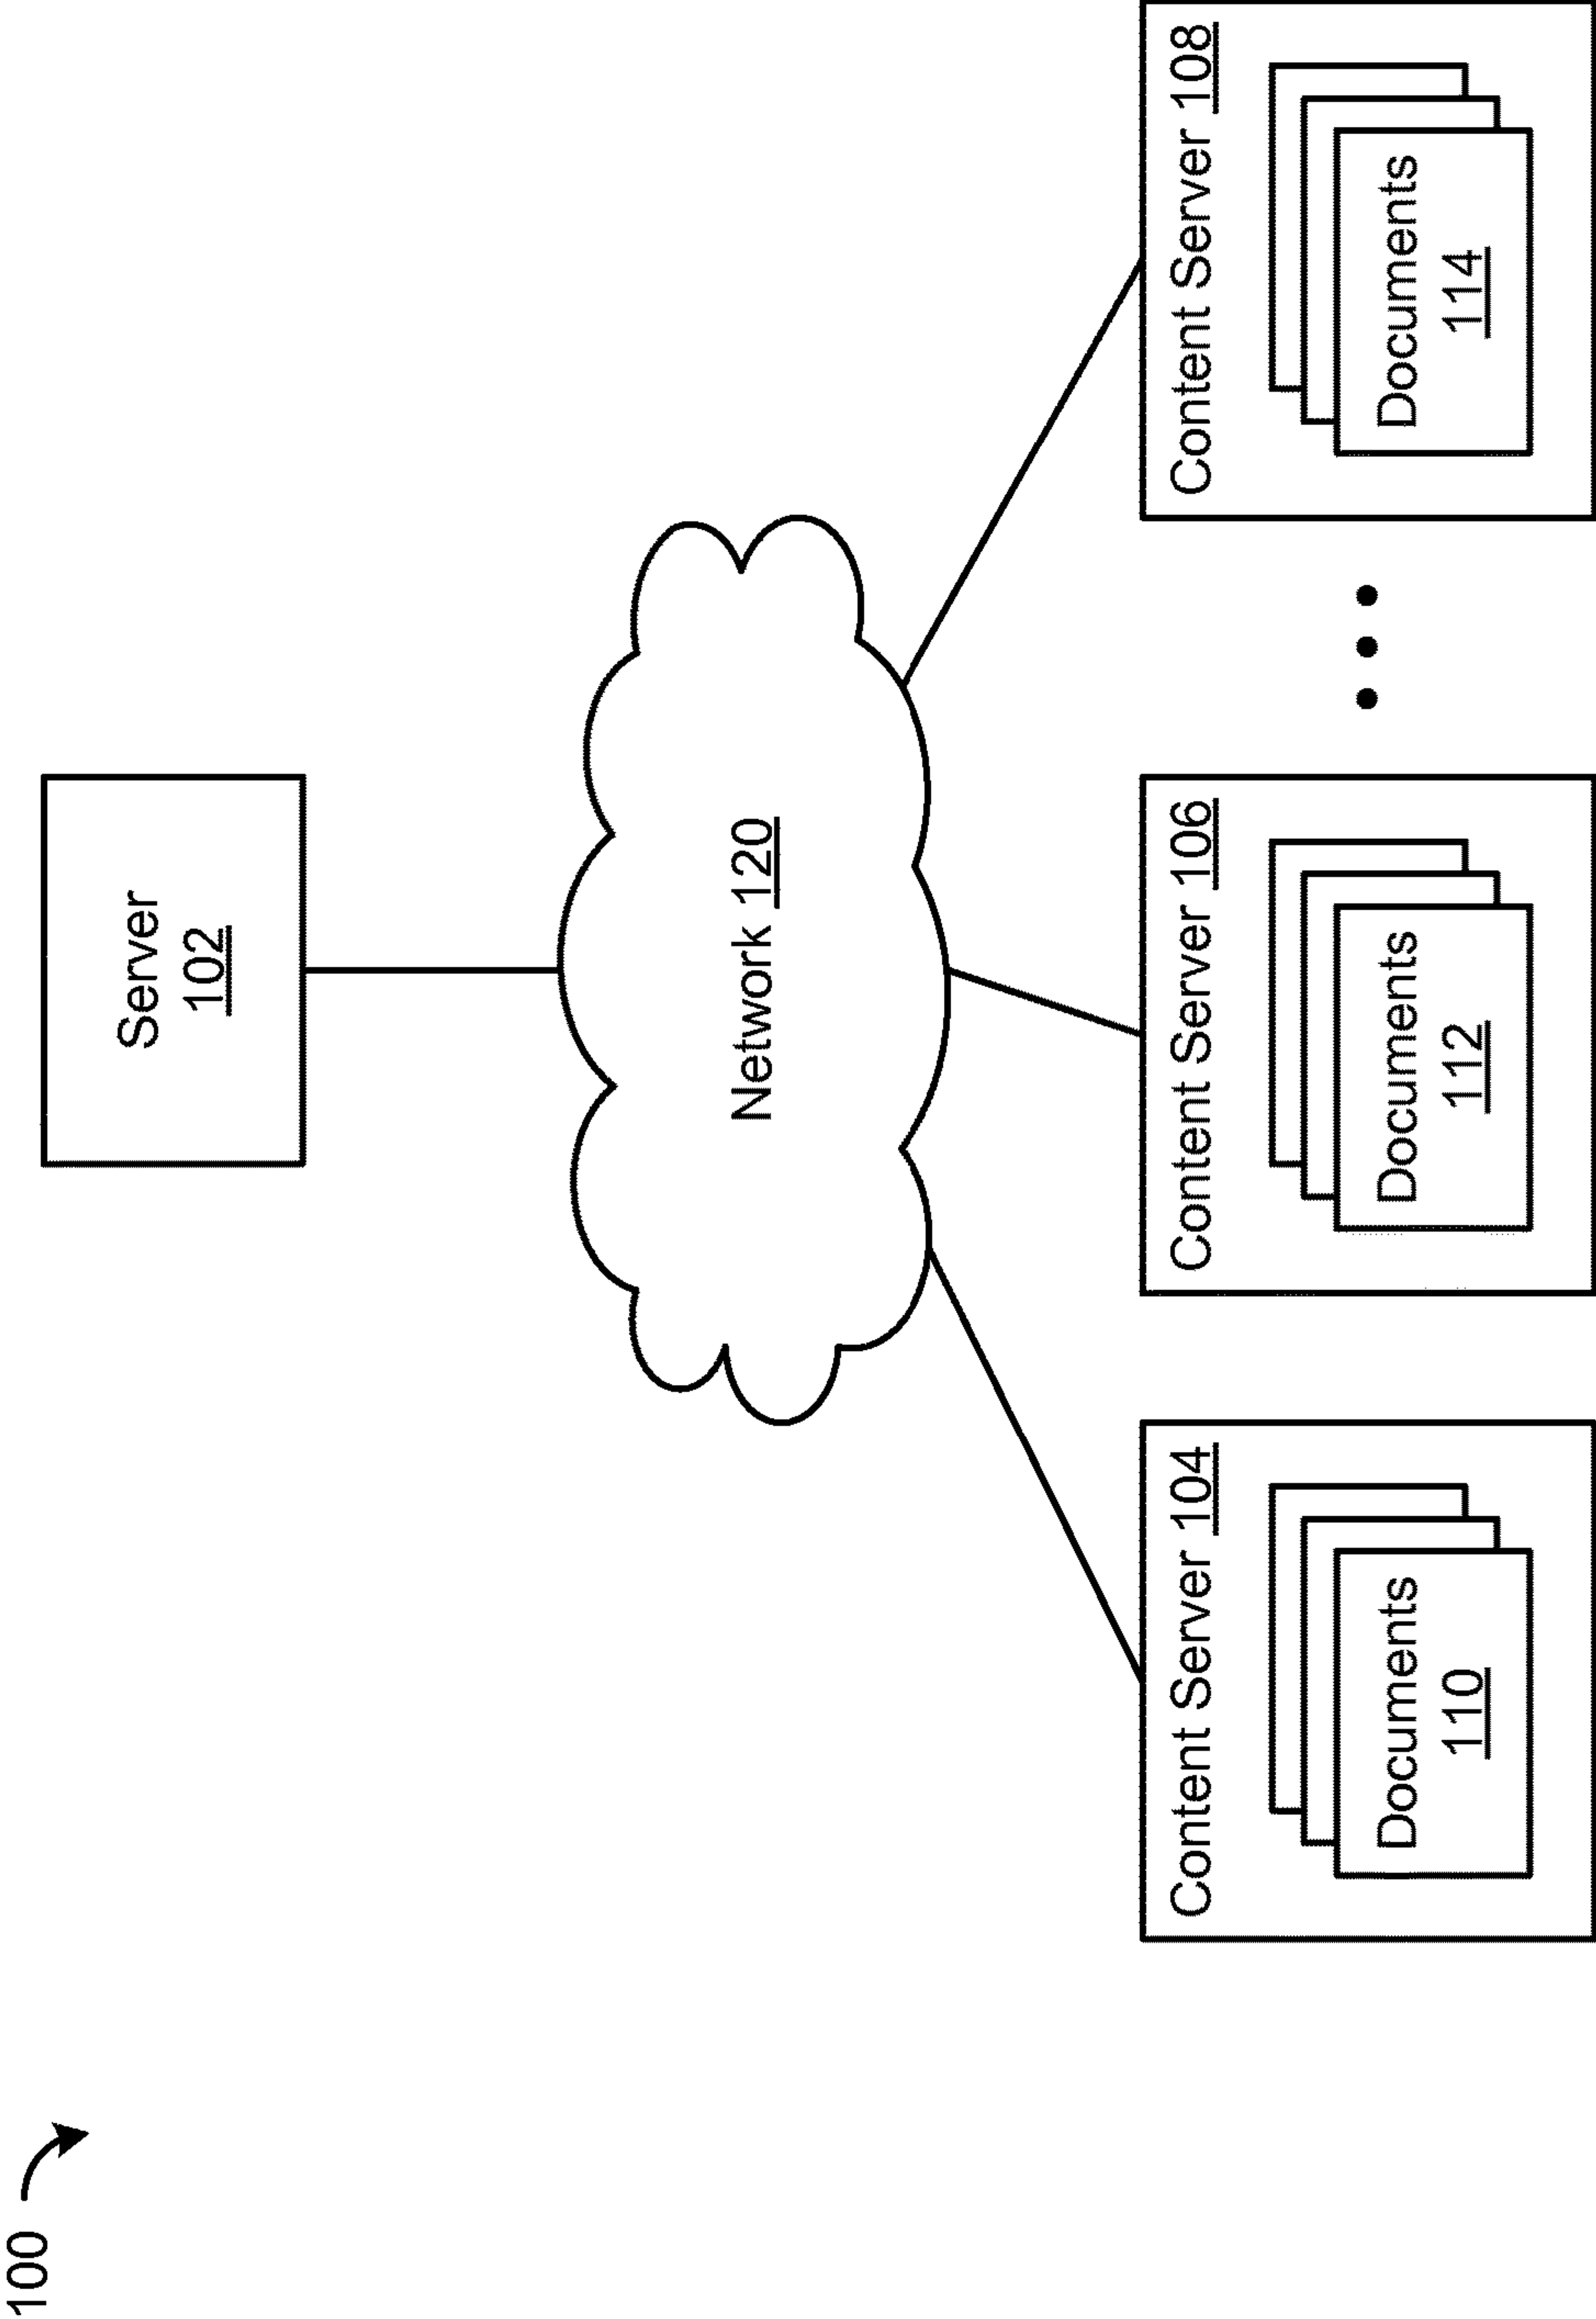 100
Server
102
Network 120
Content Server 104
Documents
110
Content Server 106
Documents
112
Content Server 108
Documents
114